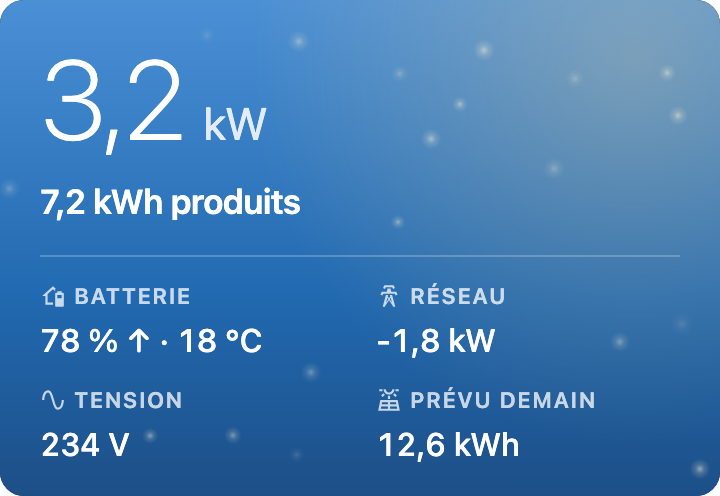 3,2 kW
7,2 kWh produits
BATTERIE
78 % ↑ · 18 °C
RÉSEAU
-1,8 kW
TENSION
234 V
PRÉVU DEMAIN
12,6 kWh